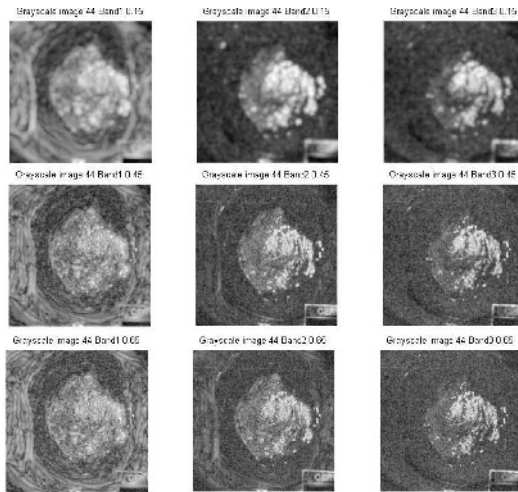 Grayscale image 44 Band1 0.15
Grayscale image 44 Band2 0.15
Grayscale image 44 Band3 0.15
Grayscale image 44 Band1 0.45
Grayscale image 44 Band2 0.45
Grayscale image 44 Band3 0.45
Grayscale image 44 Band1 0.65
Grayscale image 44 Band2 0.65
Grayscale image 44 Band3 0.65